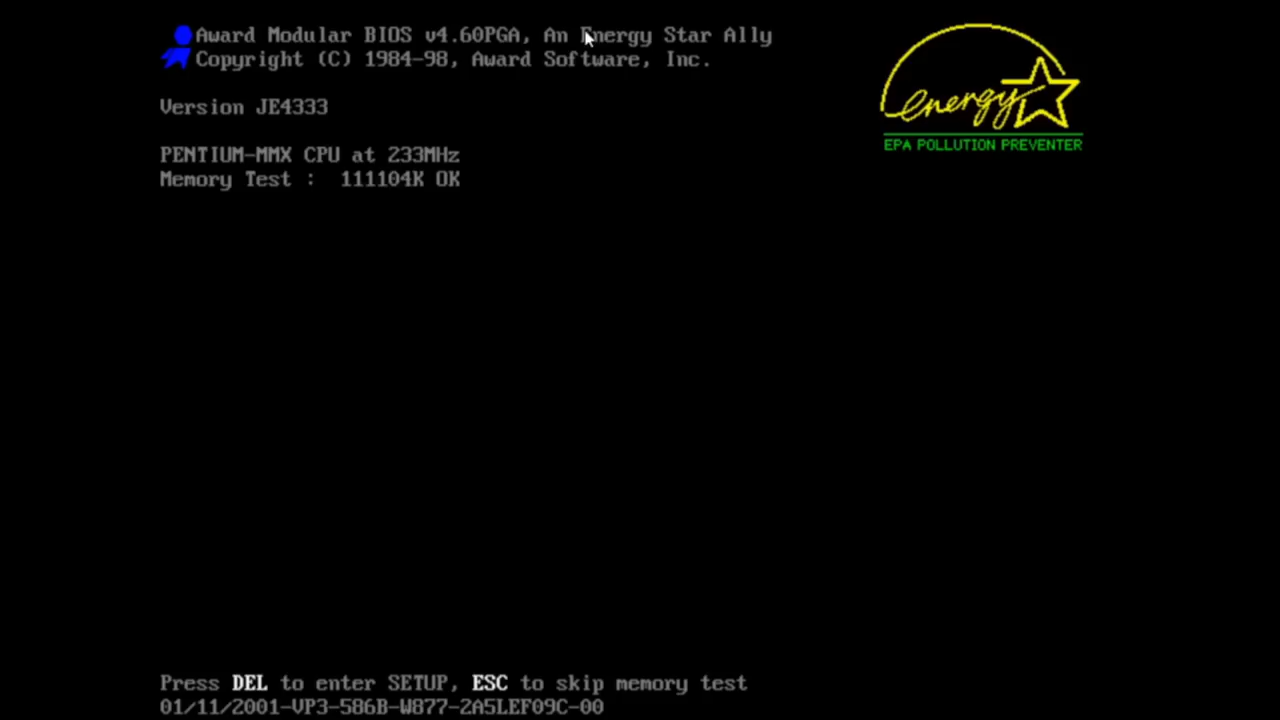 Award Modular BIOS v4.60PGA, An Energy Star Ally
Copyright (C) 1984-98, Award Software, Inc.
energy
EPA POLLUTION PREVENTER
Version JE4333
PENTIUM-MMX CPU at 233MHz
Memory Test :  111104K OK
Press DEL to enter SETUP, ESC to skip memory test
01/11/2001-VP3-586B-W877-2A5LEF09C-00